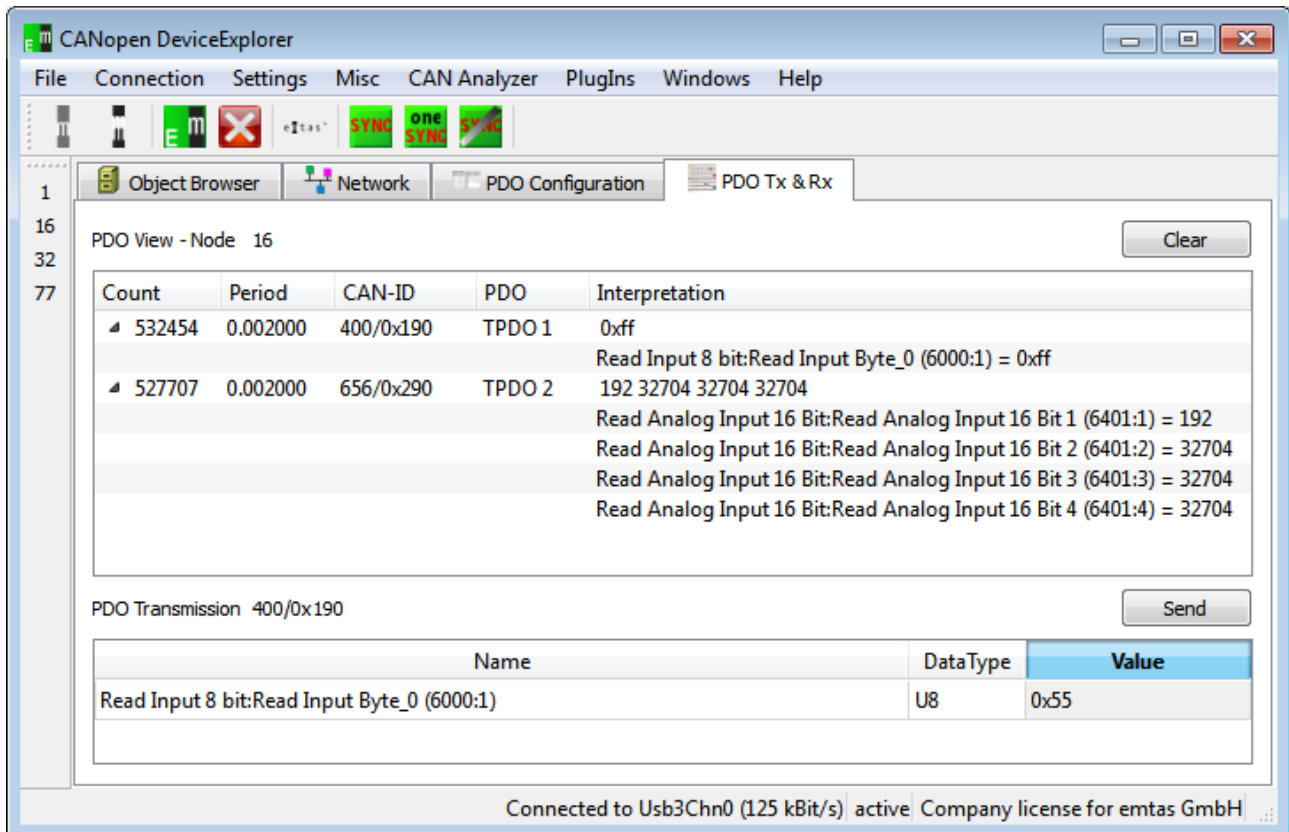 CANopen DeviceExplorer
File Connection Settings Misc CAN Analyzer PlugIns Windows Help
E m emtas SYNC one SYNC SYNC
Object Browser Network PDO Configuration PDO Tx & Rx
1
16
32
77
PDO View - Node 16 Clear
Count Period CAN-ID PDO Interpretation
532454 0.002000 400/0x190 TPDO 1 0xff
Read Input 8 bit:Read Input Byte_0 (6000:1) = 0xff
527707 0.002000 656/0x290 TPDO 2 192 32704 32704 32704
Read Analog Input 16 Bit:Read Analog Input 16 Bit 1 (6401:1) = 192
Read Analog Input 16 Bit:Read Analog Input 16 Bit 2 (6401:2) = 32704
Read Analog Input 16 Bit:Read Analog Input 16 Bit 3 (6401:3) = 32704
Read Analog Input 16 Bit:Read Analog Input 16 Bit 4 (6401:4) = 32704
PDO Transmission 400/0x190 Send
Name DataType Value
Read Input 8 bit:Read Input Byte_0 (6000:1) U8 0x55
Connected to Usb3Chn0 (125 kBit/s) active Company license for emtas GmbH